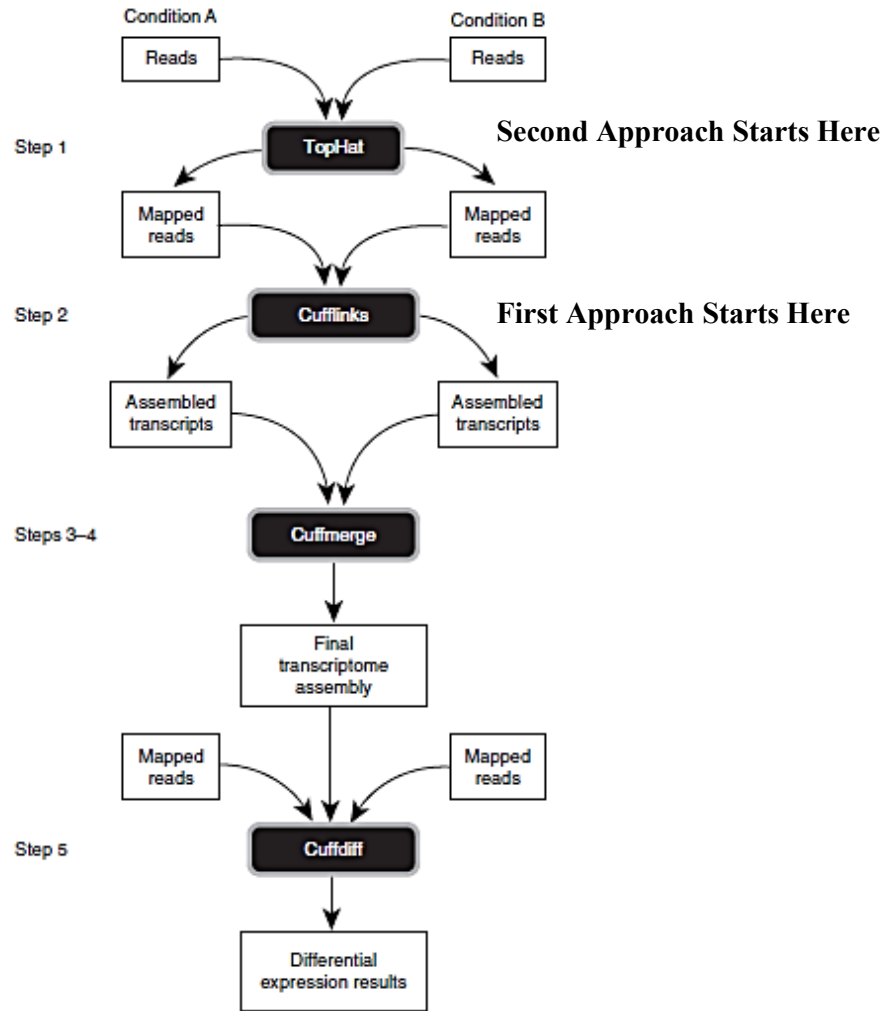 Condition A
Condition B
Reads
Reads
Step 1
TopHat
Second Approach Starts Here
Mapped
reads
Mapped
reads
Step 2
Cufflinks
First Approach Starts Here
Assembled
transcripts
Assembled
transcripts
Steps 3–4
Cuffmerge
Final
transcriptome
assembly
Mapped
reads
Mapped
reads
Step 5
Cuffdiff
Differential
expression results